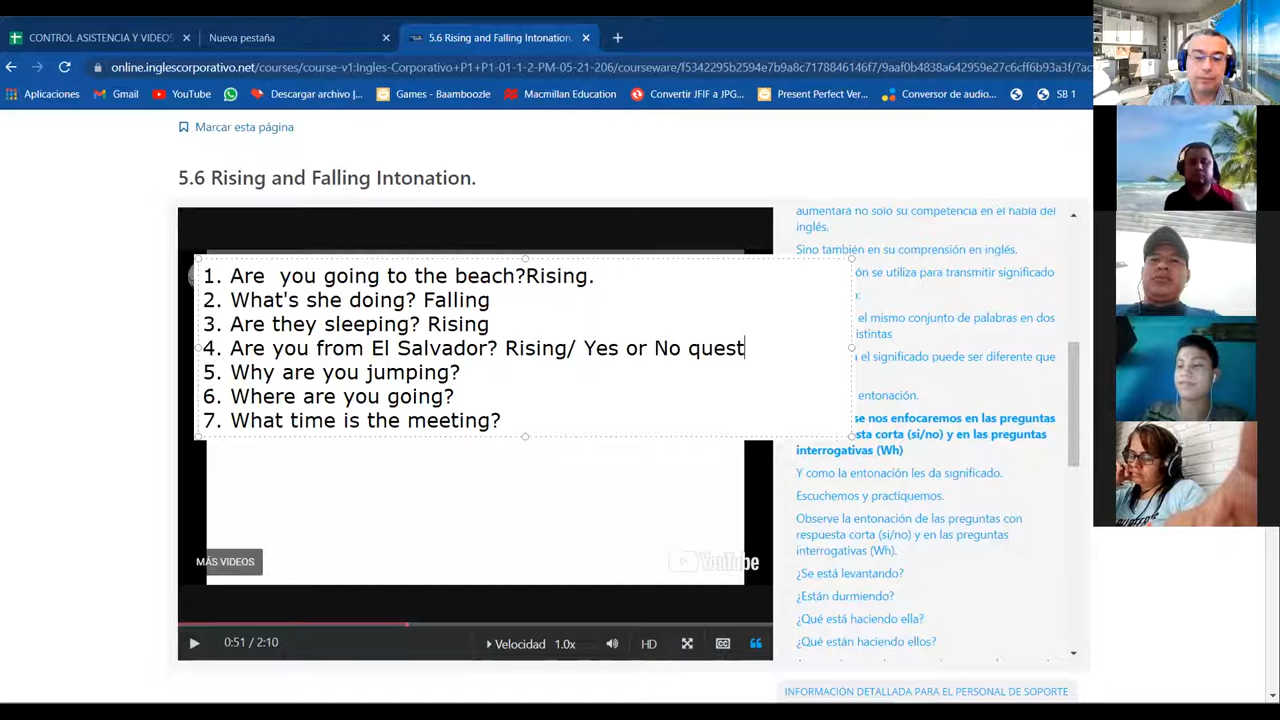 CONTROL ASISTENCIA Y VIDEOS
Nueva pestaña
5.6 Rising and Falling Intonation.
online.inglescorporativo.net/courses/course-v1:Ingles-Corporativo+P1+P1-01-1-2-PM-05-21-206/courseware/f5342295b2594e7b9a8c7178846146f7/9aaf0b4838a642959e27c6cff6b93a3f/?ac
Aplicaciones
Gmail
YouTube
Descargar archivo |...
Games - Baamboozle
Macmillan Education
Convertir JFIF a JPG...
Present Perfect Ver...
Conversor de audio...
SB 1
Marcar esta página
5.6 Rising and Falling Intonation.
1. Are  you going to the beach?Rising.
2. What's she doing? Falling
3. Are they sleeping? Rising
4. Are you from El Salvador? Rising/ Yes or No quest
5. Why are you jumping?
6. Where are you going?
7. What time is the meeting?
MÁS VIDEOS
YouTube
0:51 / 2:10
Velocidad 1.0x
HD
CC
aumentará no solo su competencia en el habla del
inglés.
Sino también en su comprensión en inglés.
se utiliza para transmitir significado
el mismo conjunto de palabras en dos
el significado puede ser diferente que
entonación.
se nos enfocaremos en las preguntas
corta (si/no) y en las preguntas
interrogativas (Wh)
Y como la entonación les da significado.
Escuchemos y practiquemos.
Observe la entonación de las preguntas con
respuesta corta (si/no) y en las preguntas
interrogativas (Wh).
¿Se está levantando?
¿Están durmiendo?
¿Qué está haciendo ella?
¿Qué están haciendo ellos?
INFORMACIÓN DETALLADA PARA EL PERSONAL DE SOPORTE